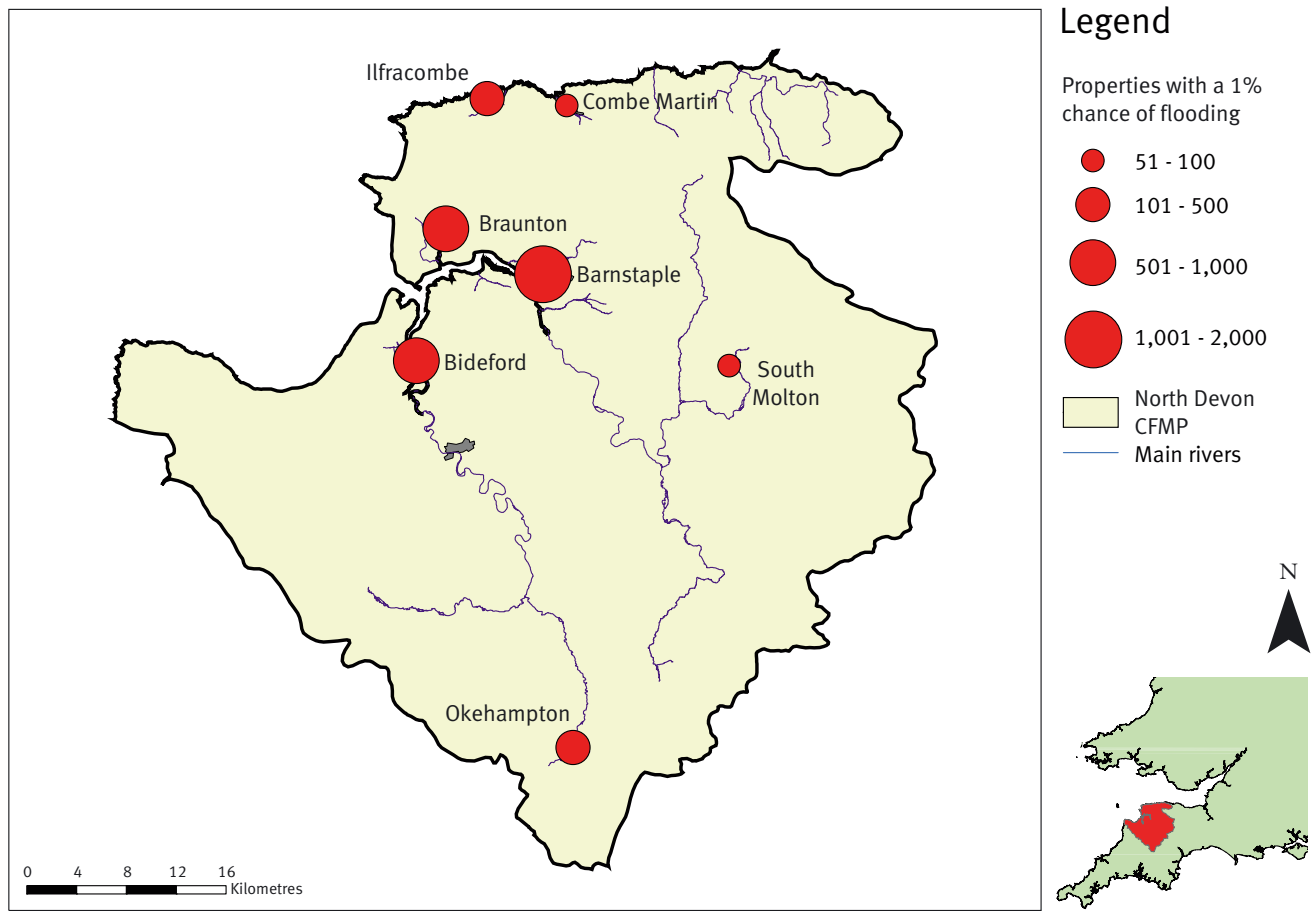 Ilfracombe
Combe Martin
Braunton
Barnstaple
Bideford
South
Molton
Okehampton
0 4 8 12 16
Kilometres
Legend
Properties with a 1%
chance of flooding
51 - 100
101 - 500
501 - 1,000
1,001 - 2,000
North Devon
CFMP
Main rivers
N